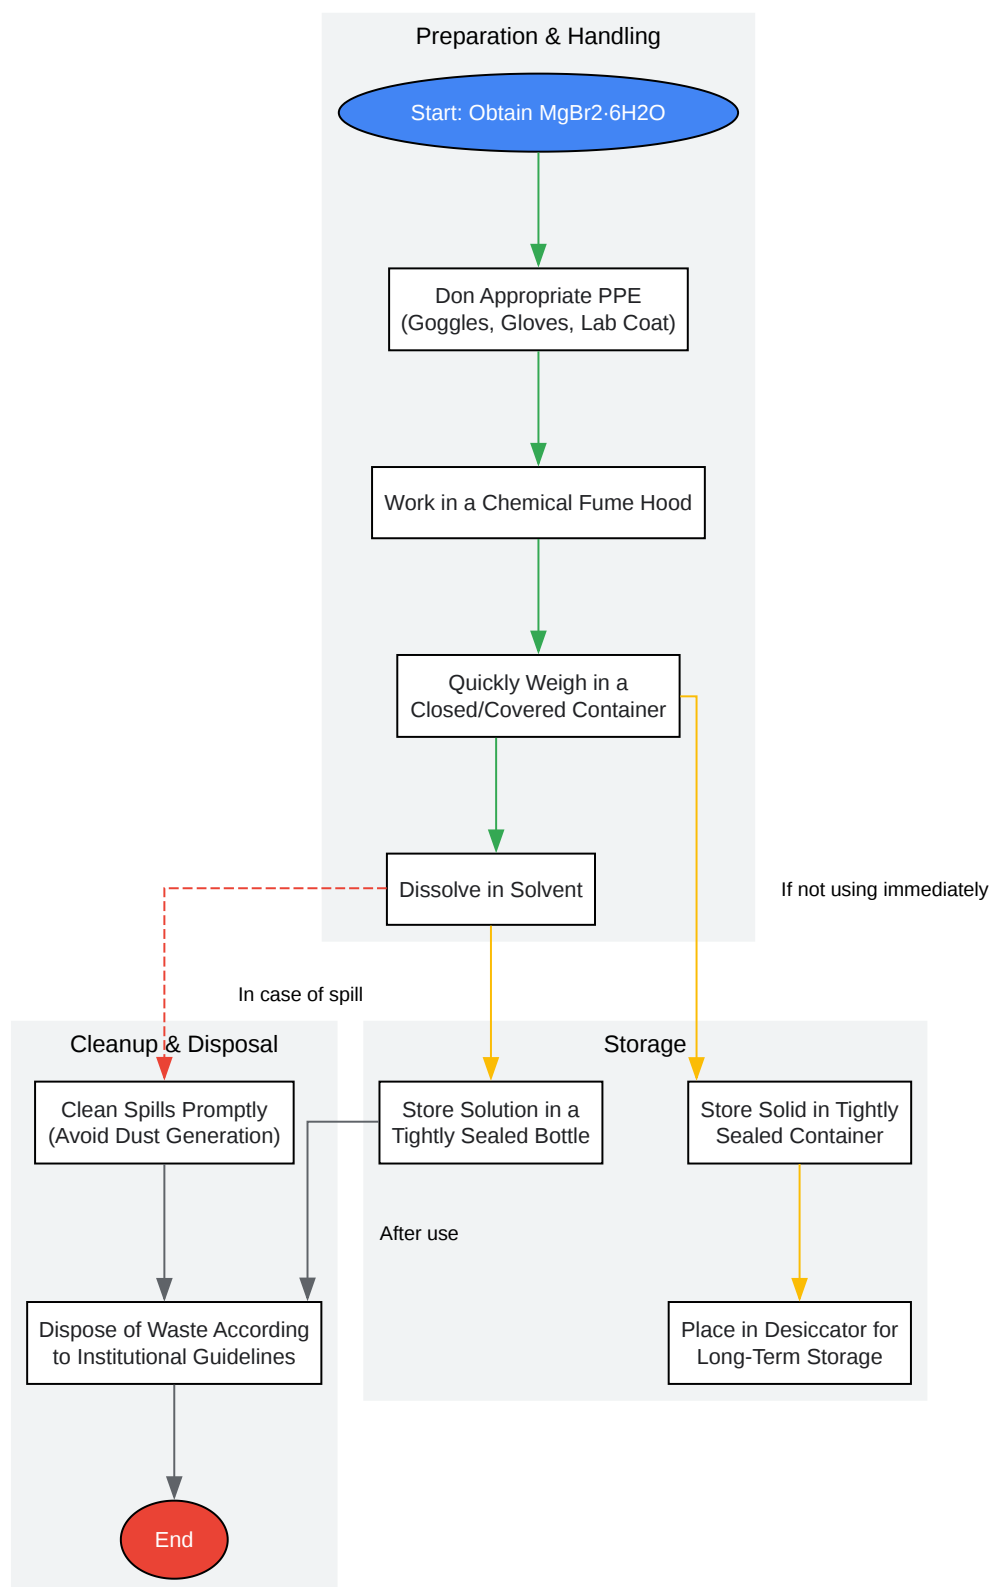 Preparation & Handling
Start: Obtain MgBr2·6H2O
Don Appropriate PPE
(Goggles, Gloves, Lab Coat)
Work in a Chemical Fume Hood
Quickly Weigh in a
Closed/Covered Container
Dissolve in Solvent
If not using immediately
In case of spill
Cleanup & Disposal
Storage
Clean Spills Promptly
(Avoid Dust Generation)
Store Solution in a
Tightly Sealed Bottle
Store Solid in Tightly
Sealed Container
After use
Dispose of Waste According
to Institutional Guidelines
Place in Desiccator for
Long-Term Storage
End